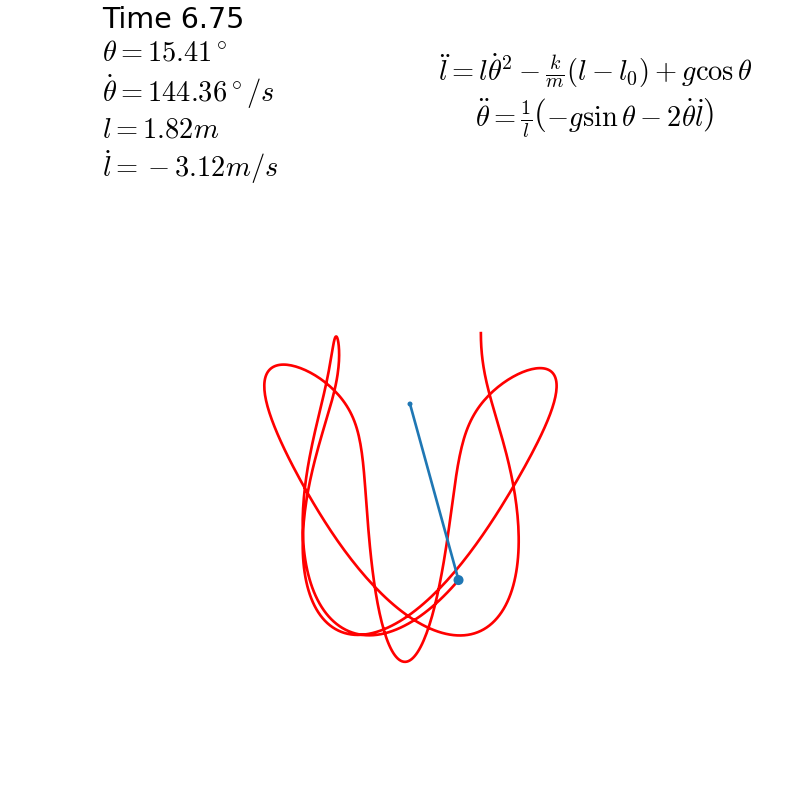 Time 6.75
θ = 15.41°
θ̇ = 144.36°/s
l = 1.82m
l̇ = −3.12m/s
l̈ = lθ̇² − k/m(l − l₀) + g cos θ
θ̈ = 1/l(−g sin θ − 2θ̇l̇)